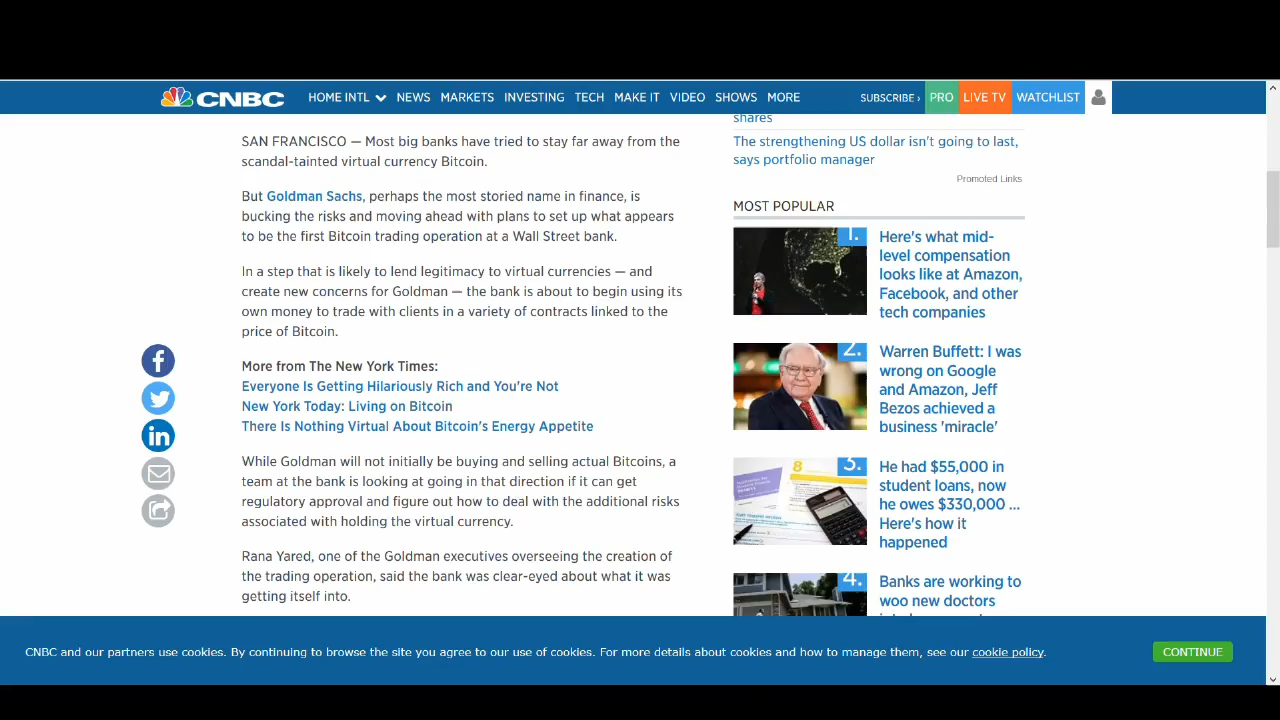 CNBC
HOME INTL
NEWS
MARKETS
INVESTING
TECH
MAKE IT
VIDEO
SHOWS
MORE
SUBSCRIBE ›
PRO
LIVE TV
WATCHLIST
SAN FRANCISCO — Most big banks have tried to stay far away from the
scandal-tainted virtual currency Bitcoin.
But Goldman Sachs, perhaps the most storied name in finance, is
bucking the risks and moving ahead with plans to set up what appears
to be the first Bitcoin trading operation at a Wall Street bank.
In a step that is likely to lend legitimacy to virtual currencies — and
create new concerns for Goldman — the bank is about to begin using its
own money to trade with clients in a variety of contracts linked to the
price of Bitcoin.
More from The New York Times:
Everyone Is Getting Hilariously Rich and You're Not
New York Today: Living on Bitcoin
There Is Nothing Virtual About Bitcoin's Energy Appetite
While Goldman will not initially be buying and selling actual Bitcoins, a
team at the bank is looking at going in that direction if it can get
regulatory approval and figure out how to deal with the additional risks
associated with holding the virtual currency.
Rana Yared, one of the Goldman executives overseeing the creation of
the trading operation, said the bank was clear-eyed about what it was
getting itself into.
shares
The strengthening US dollar isn't going to last,
says portfolio manager
Promoted Links
MOST POPULAR
1.
Here's what mid-
level compensation
looks like at Amazon,
Facebook, and other
tech companies
2.
Warren Buffett: I was
wrong on Google
and Amazon, Jeff
Bezos achieved a
business 'miracle'
3.
He had $55,000 in
student loans, now
he owes $330,000 ...
Here's how it
happened
4.
Banks are working to
woo new doctors
CNBC and our partners use cookies. By continuing to browse the site you agree to our use of cookies. For more details about cookies and how to manage them, see our cookie policy.
CONTINUE